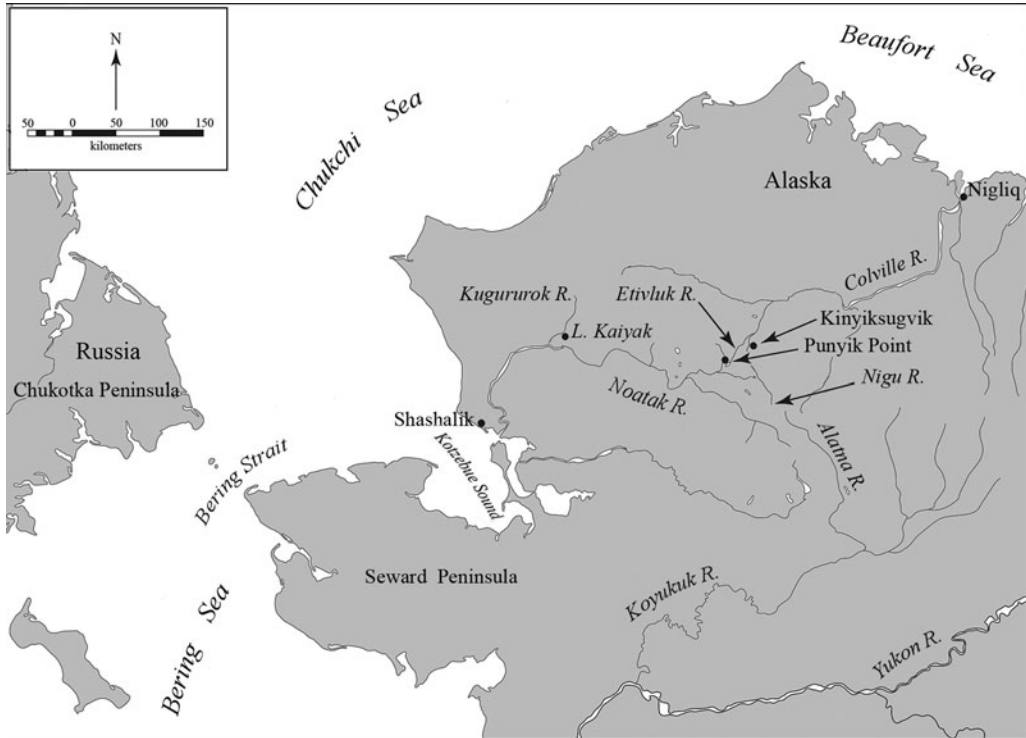 N
50 0 50 100 150
kilometers
Beaufort Sea
Chukchi Sea
Alaska
Nigliq
Colville R.
Kugururok R.
Etivluk R.
Kinyiksugvik
L. Kaiyak
Punyik Point
Nigu R.
Noatak R.
Russia
Chukotka Peninsula
Shashalik
Kotzebue Sound
Alatna R.
Bering Strait
Seward Peninsula
Koyukuk R.
Yukon R.
Bering Sea